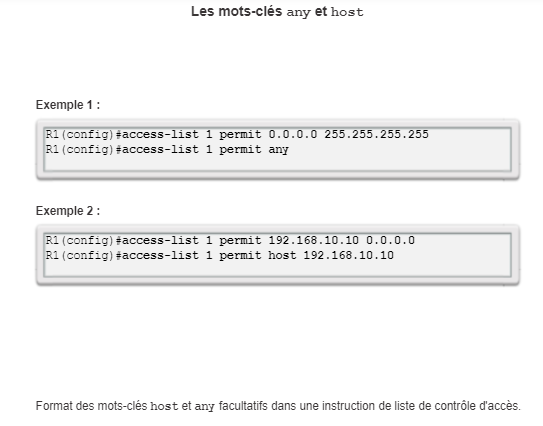 Les mots-clés any et host
Exemple 1 :
R1(config)#access-list 1 permit 0.0.0.0 255.255.255.255
R1(config)#access-list 1 permit any
Exemple 2 :
R1(config)#access-list 1 permit 192.168.10.10 0.0.0.0
R1(config)#access-list 1 permit host 192.168.10.10
Format des mots-clés host et any facultatifs dans une instruction de liste de contrôle d'accès.